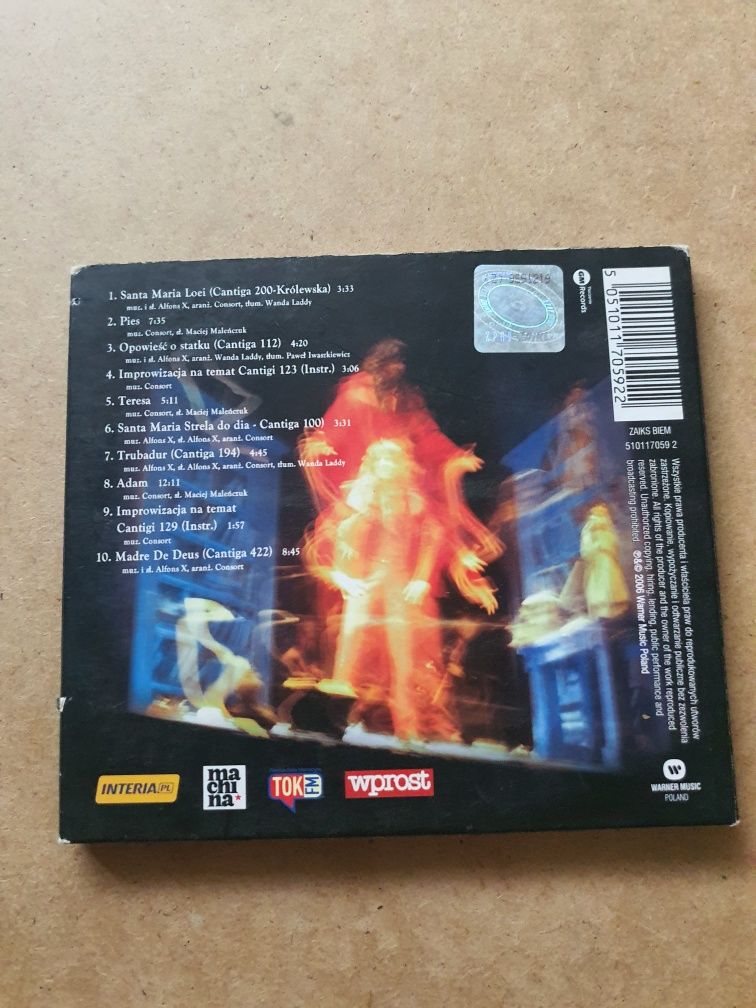 1. Santa Maria Loei (Cantiga 200-Królewska) 3:33
muz. i sł. Alfons X, aranż. Consort, tłum. Wanda Laddy
2. Pies 7:35
muz. Consort, sł. Maciej Maleńczuk
3. Opowieść o statku (Cantiga 112) 4:20
muz. i sł. Alfons X, aranż. Wanda Laddy, tłum. Paweł Iwaszkiewicz
4. Improwizacja na temat Cantigi 123 (Instr.) 3:06
muz. Consort
5. Teresa 5:11
muz. Consort, sł. Maciej Maleńczuk
6. Santa Maria Strela do dia - Cantiga 100) 3:31
muz. Alfons X, sł. Alfons X, aranż. Consort
7. Trubadur (Cantiga 194) 4:45
muz. Alfons X, sł. Alfons X, aranż. Consort, tłum. Wanda Laddy
8. Adam 12:11
muz. Consort, sł. Maciej Maleńczuk
9. Improwizacja na temat
Cantigi 129 (Instr.) 1:57
muz. Consort
10. Madre De Deus (Cantiga 422) 8:45
muz. i sł. Alfons X, aranż. Consort
GM Records
5 051011 705922
ZAIKS BIEM
510117059 2
Wszystkie prawa producenta i właściciela praw do reprodukowanych utworów
zastrzeżone. Kopiowanie, wypożyczanie i odtwarzanie publiczne bez zezwolenia
zabronione. All rights of the producer and the owner of the work reproduced
reserved. Unauthorized copying, hiring, lending, public performance and
broadcasting prohibited. ℗&© 2006 Warner Music Poland
INTERIA.PL
ma
chi
na
TOK FM
wprost
WARNER MUSIC
POLAND